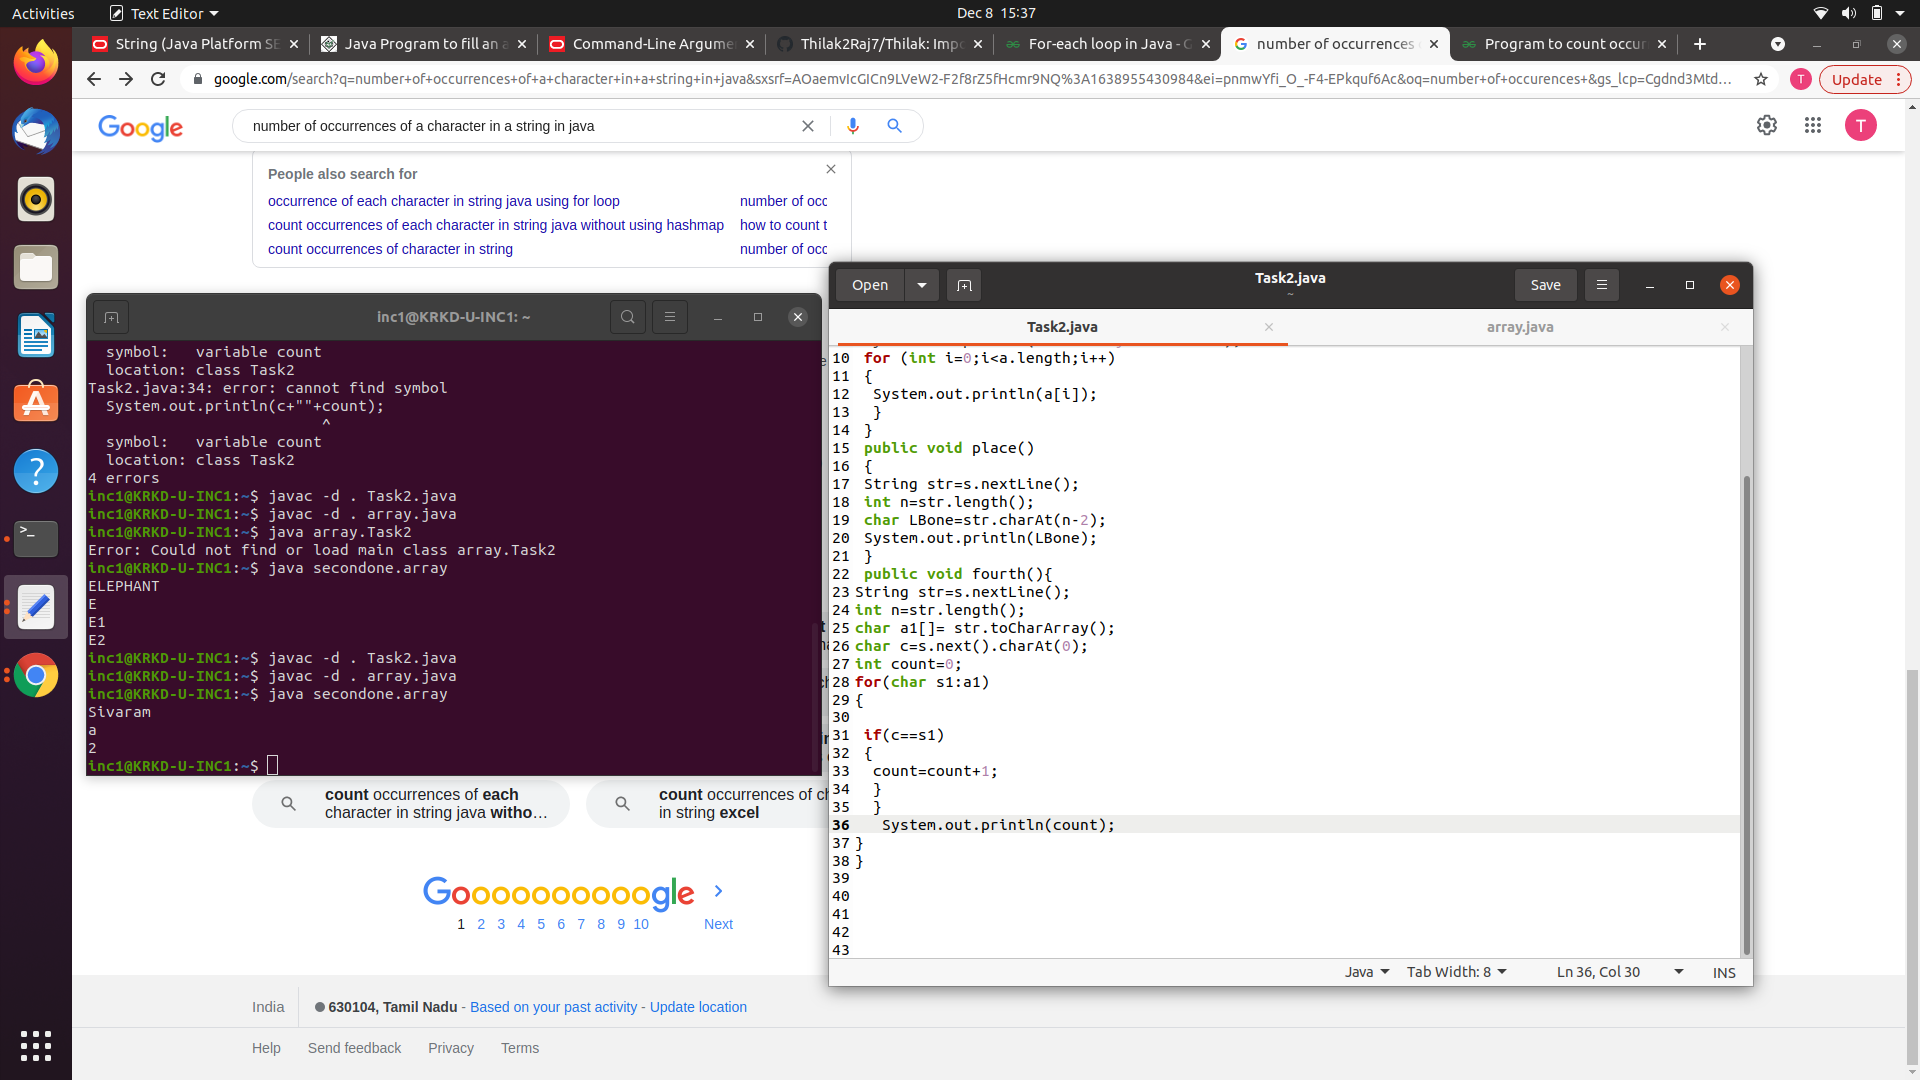 Activities
Text Editor
Dec 8 15:37
String (Java Platform SE
Java Program to fill an a
Command-Line Argume
Thilak2Raj7/Thilak: Impo
For-each loop in Java - G
number of occurrences
Program to count occur
google.com/search?q=number+of+occurrences+of+a+character+in+a+string+in+java&sxsrf=AOaemvIcGICn9LVeW2-F2f8rZ5fHcmr9NQ%3A1638955430984&ei=pnmwYfi_O_-F4-EPkquf6Ac&oq=number+of+occurences+&gs_lcp=Cgdnd3Mtd…
T
Update
Google
number of occurrences of a character in a string in java
T
People also search for
occurrence of each character in string java using for loop
number of occ
count occurrences of each character in string java without using hashmap
how to count t
count occurrences of character in string
number of occ
inc1@KRKD-U-INC1: ~
symbol: variable count
location: class Task2
Task2.java:34: error: cannot find symbol
System.out.println(c+""+count);
^
symbol: variable count
location: class Task2
4 errors
inc1@KRKD-U-INC1:~$ javac -d . Task2.java
inc1@KRKD-U-INC1:~$ javac -d . array.java
inc1@KRKD-U-INC1:~$ java array.Task2
Error: Could not find or load main class array.Task2
inc1@KRKD-U-INC1:~$ java secondone.array
ELEPHANT
E
E1
E2
inc1@KRKD-U-INC1:~$ javac -d . Task2.java
inc1@KRKD-U-INC1:~$ javac -d . array.java
inc1@KRKD-U-INC1:~$ java secondone.array
Sivaram
a
2
inc1@KRKD-U-INC1:~$
Open
Task2.java
~
Save
Task2.java
array.java
10 for (int i=0;i<a.length;i++)
11 {
12 System.out.println(a[i]);
13 }
14 }
15 public void place()
16 {
17 String str=s.nextLine();
18 int n=str.length();
19 char LBone=str.charAt(n-2);
20 System.out.println(LBone);
21 }
22 public void fourth(){
23 String str=s.nextLine();
24 int n=str.length();
25 char a1[]= str.toCharArray();
26 char c=s.next().charAt(0);
27 int count=0;
28 for(char s1:a1)
29 {
30
31 if(c==s1)
32 {
33 count=count+1;
34 }
35 }
36 System.out.println(count);
37 }
38 }
39
40
41
42
43
Java
Tab Width: 8
Ln 36, Col 30
INS
count occurrences of each
character in string java witho…
count occurrences of ch
in string excel
Goooooooooogle
1 2 3 4 5 6 7 8 9 10
Next
India
630104, Tamil Nadu - Based on your past activity - Update location
Help
Send feedback
Privacy
Terms